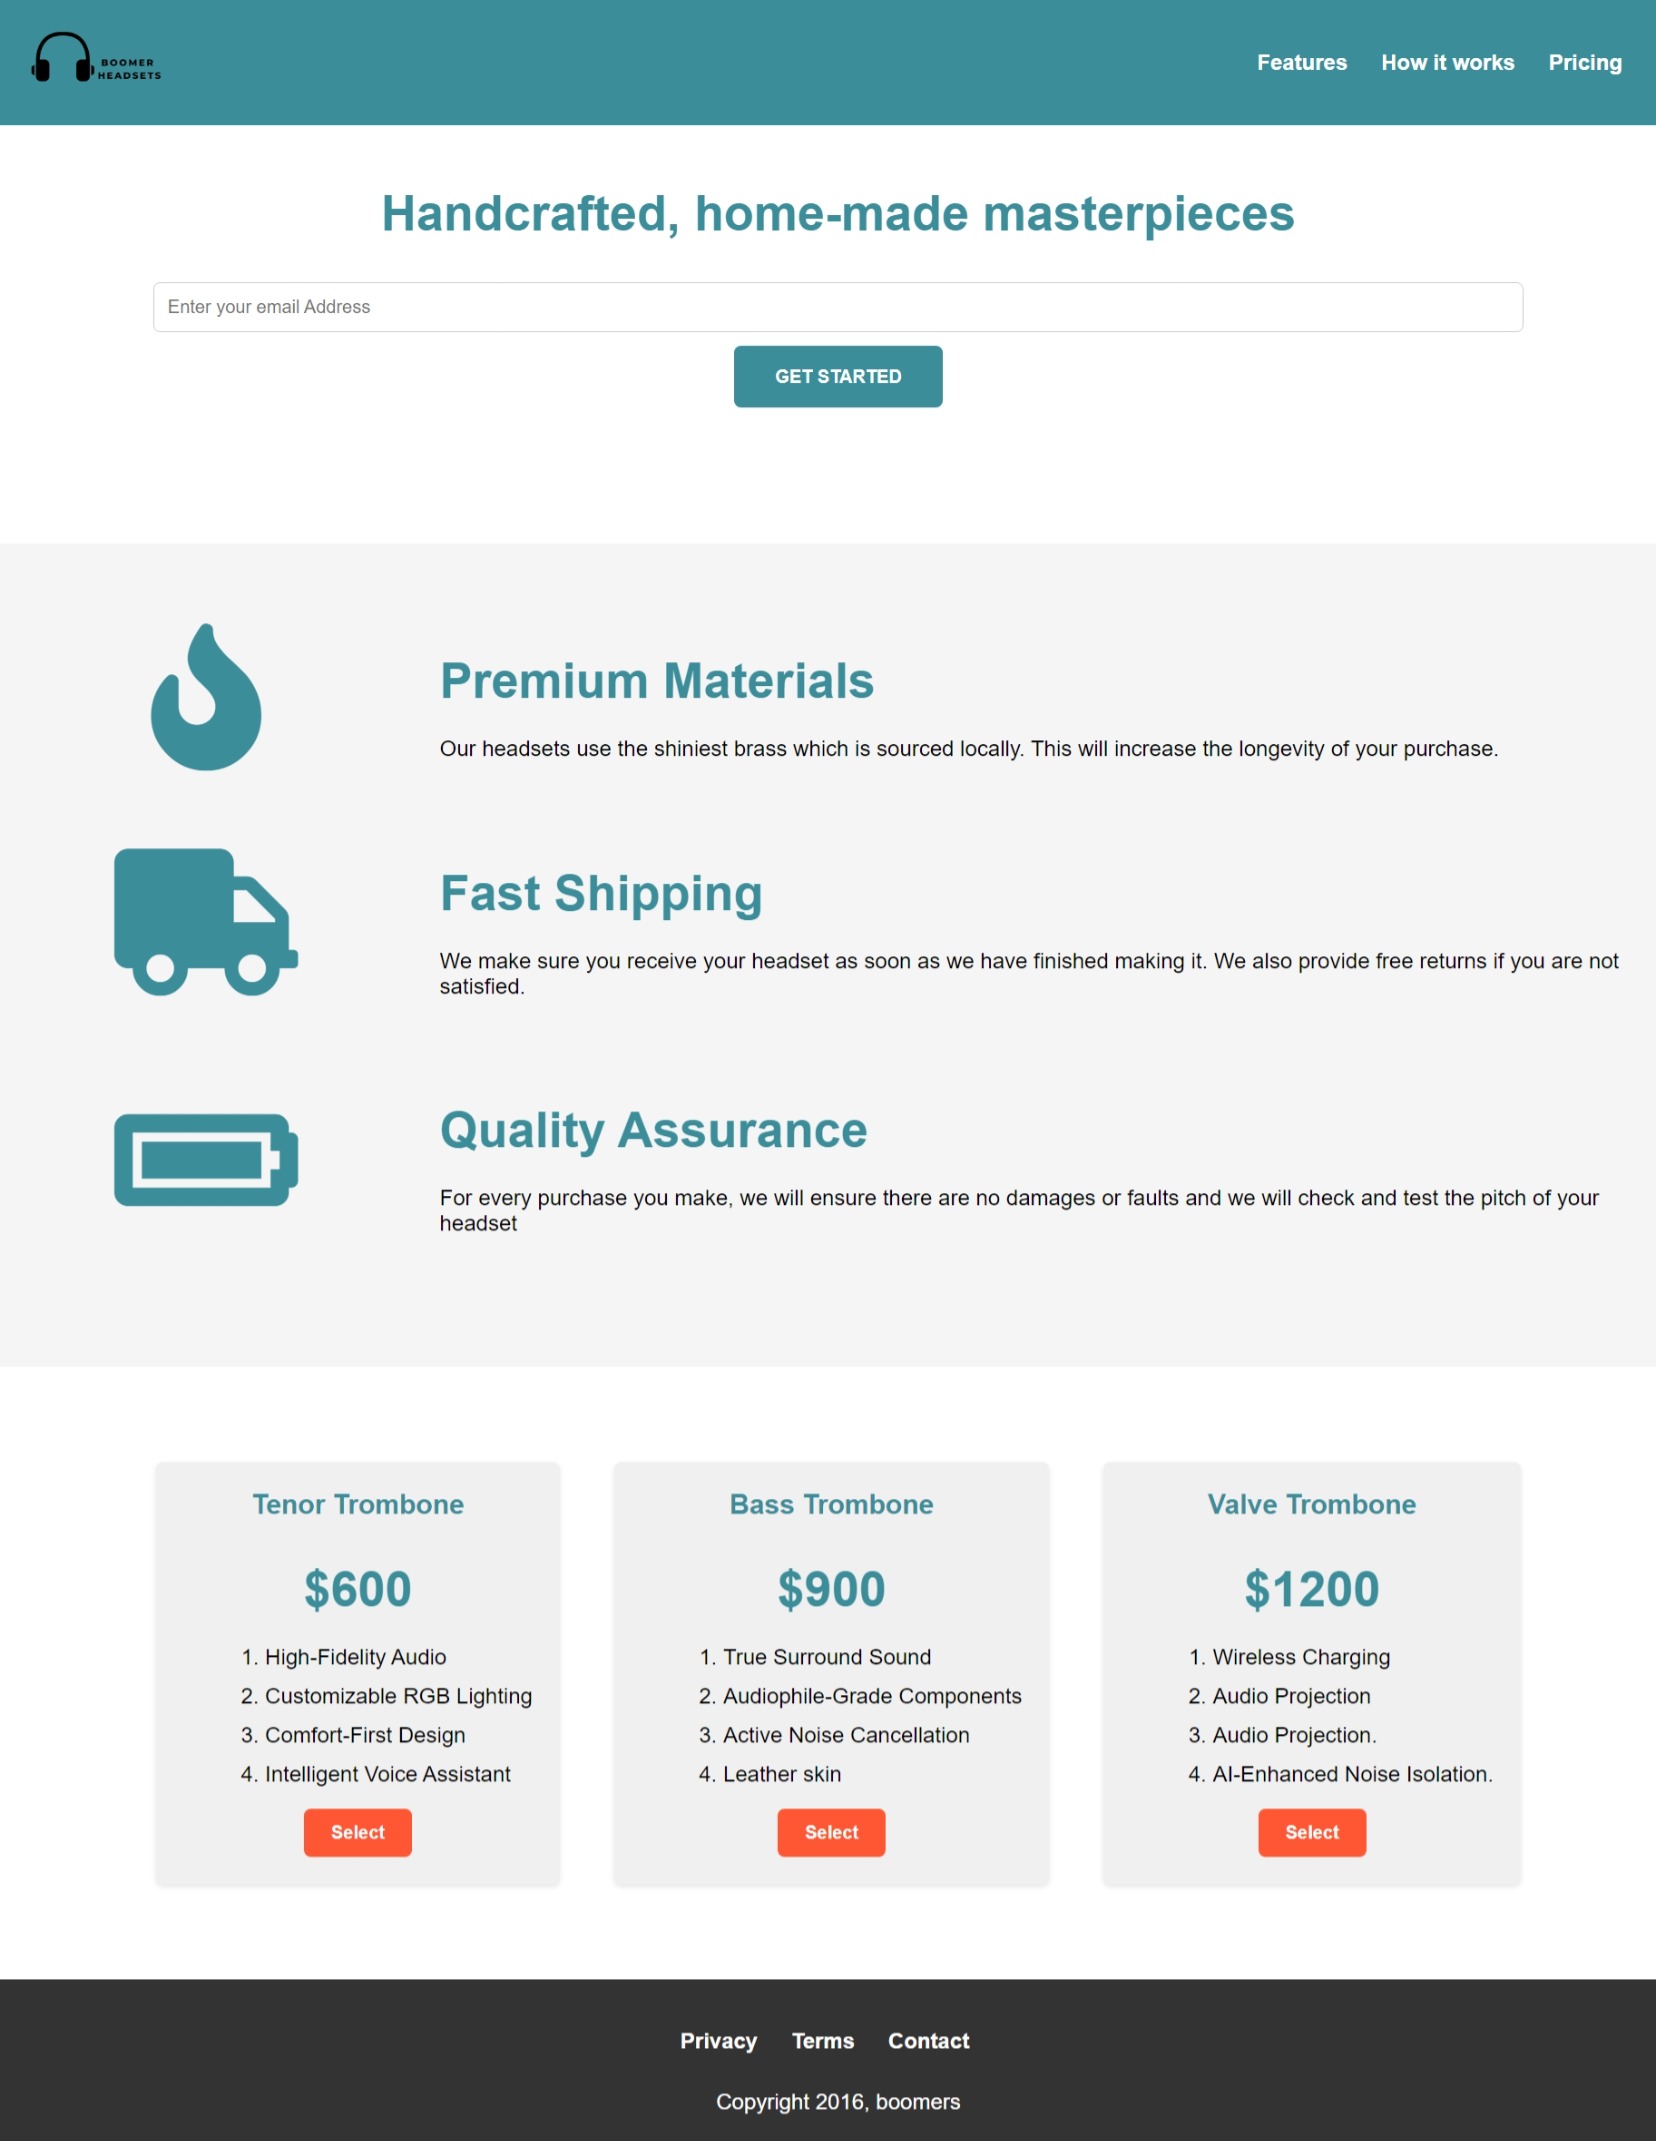 BOOMER
HEADSETS
Features How it works Pricing
Handcrafted, home-made masterpieces
Enter your email Address
GET STARTED
Premium Materials
Our headsets use the shiniest brass which is sourced locally. This will increase the longevity of your purchase.
Fast Shipping
We make sure you receive your headset as soon as we have finished making it. We also provide free returns if you are not
satisfied.
Quality Assurance
For every purchase you make, we will ensure there are no damages or faults and we will check and test the pitch of your
headset
Tenor Trombone
$600
1. High-Fidelity Audio
2. Customizable RGB Lighting
3. Comfort-First Design
4. Intelligent Voice Assistant
Select
Bass Trombone
$900
1. True Surround Sound
2. Audiophile-Grade Components
3. Active Noise Cancellation
4. Leather skin
Select
Valve Trombone
$1200
1. Wireless Charging
2. Audio Projection
3. Audio Projection.
4. AI-Enhanced Noise Isolation.
Select
Privacy Terms Contact
Copyright 2016, boomers